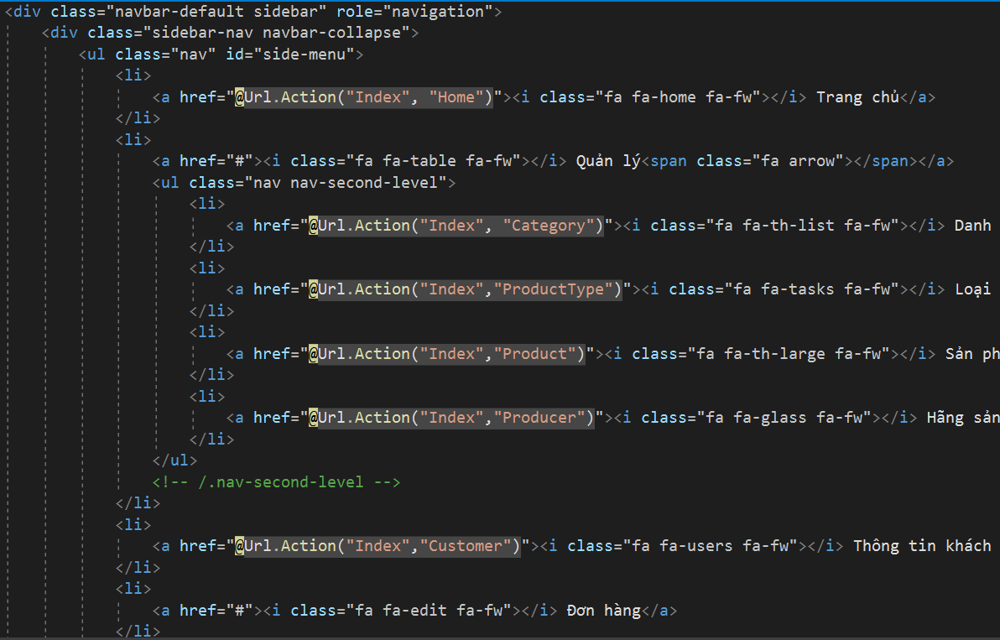 <div class="navbar-default sidebar" role="navigation">
<div class="sidebar-nav navbar-collapse">
<ul class="nav" id="side-menu">
<li>
<a href="@Url.Action("Index", "Home")"><i class="fa fa-home fa-fw"></i> Trang chủ</a>
</li>
<li>
<a href="#"><i class="fa fa-table fa-fw"></i> Quản lý<span class="fa arrow"></span></a>
<ul class="nav nav-second-level">
<li>
<a href="@Url.Action("Index", "Category")"><i class="fa fa-th-list fa-fw"></i> Danh
</li>
<li>
<a href="@Url.Action("Index","ProductType")"><i class="fa fa-tasks fa-fw"></i> Loại
</li>
<li>
<a href="@Url.Action("Index","Product")"><i class="fa fa-th-large fa-fw"></i> Sản ph
</li>
<li>
<a href="@Url.Action("Index","Producer")"><i class="fa fa-glass fa-fw"></i> Hãng sản
</li>
</ul>
<!-- /.nav-second-level -->
</li>
<li>
<a href="@Url.Action("Index","Customer")"><i class="fa fa-users fa-fw"></i> Thông tin khách
</li>
<li>
<a href="#"><i class="fa fa-edit fa-fw"></i> Đơn hàng</a>
</li>